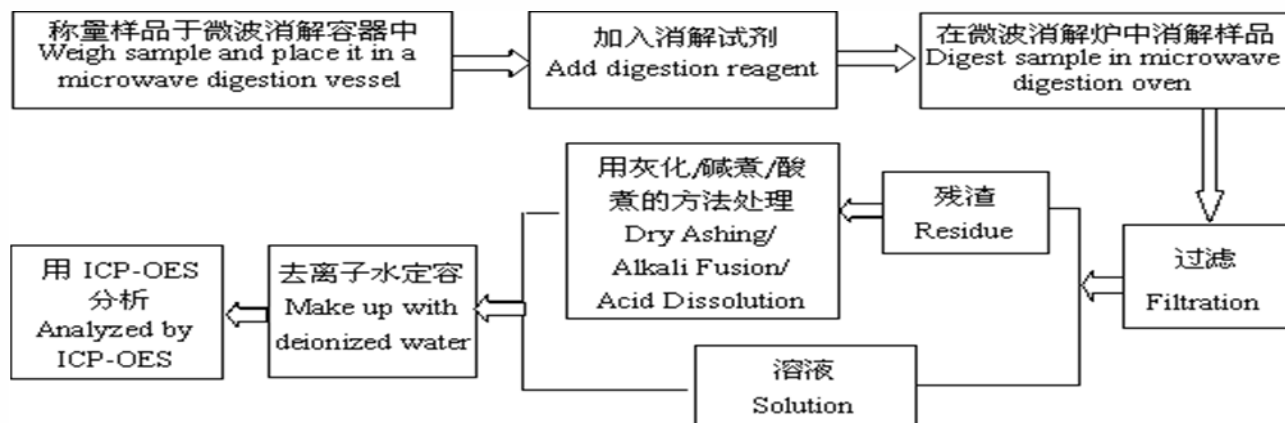 称量样品于微波消解容器中
Weigh sample and place it in a
microwave digestion vessel
加入消解试剂
Add digestion reagent
在微波消解炉中消解样品
Digest sample in microwave
digestion oven
过滤
Filtration
残渣
Residue
用灰化/碱煮/酸
煮的方法处理
Dry Ashing/
Alkali Fusion/
Acid Dissolution
溶液
Solution
去离子水定容
Make up with
deionized water
用 ICP-OES
分析
Analyzed by
ICP-OES